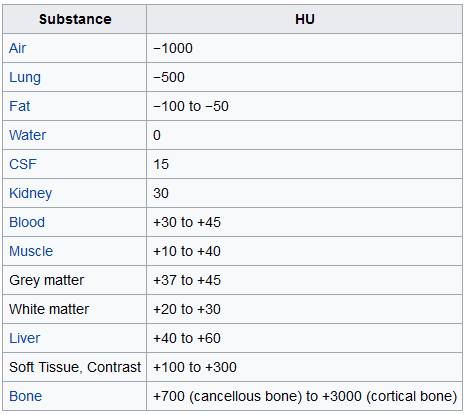 Substance HU
Air −1000
Lung −500
Fat −100 to −50
Water 0
CSF 15
Kidney 30
Blood +30 to +45
Muscle +10 to +40
Grey matter +37 to +45
White matter +20 to +30
Liver +40 to +60
Soft Tissue, Contrast +100 to +300
Bone +700 (cancellous bone) to +3000 (cortical bone)